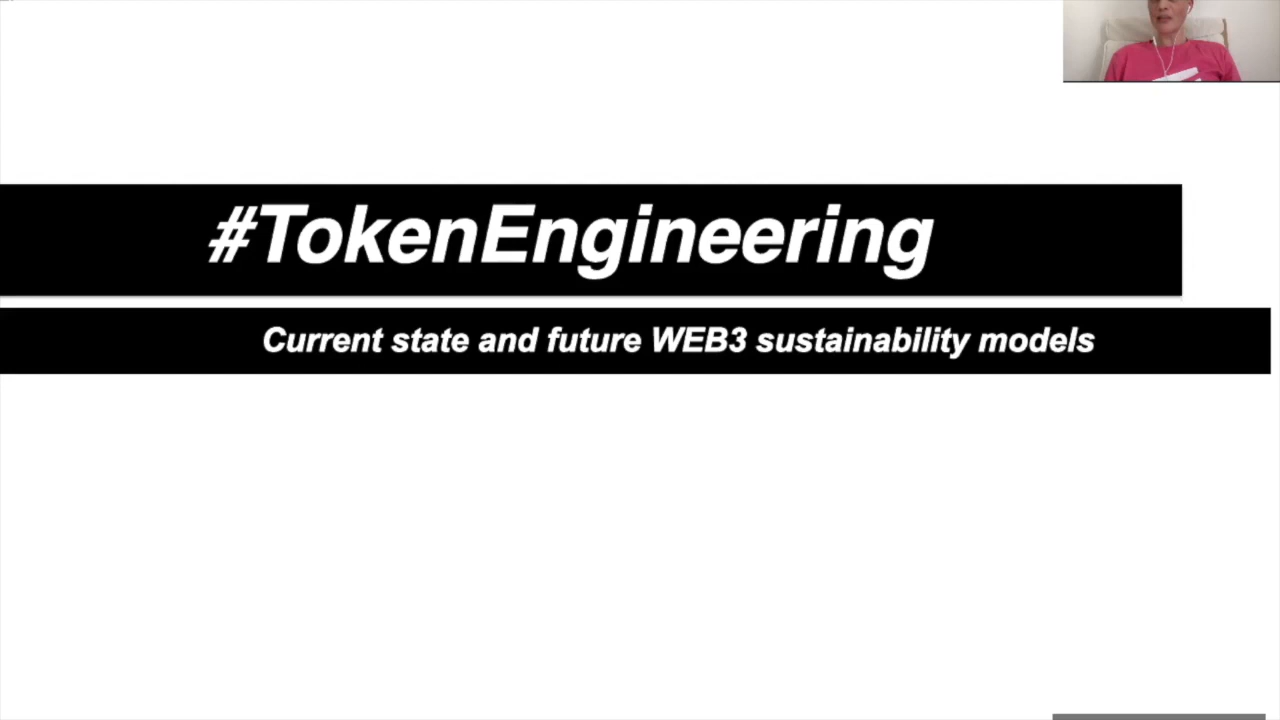 #TokenEngineering
Current state and future WEB3 sustainability models